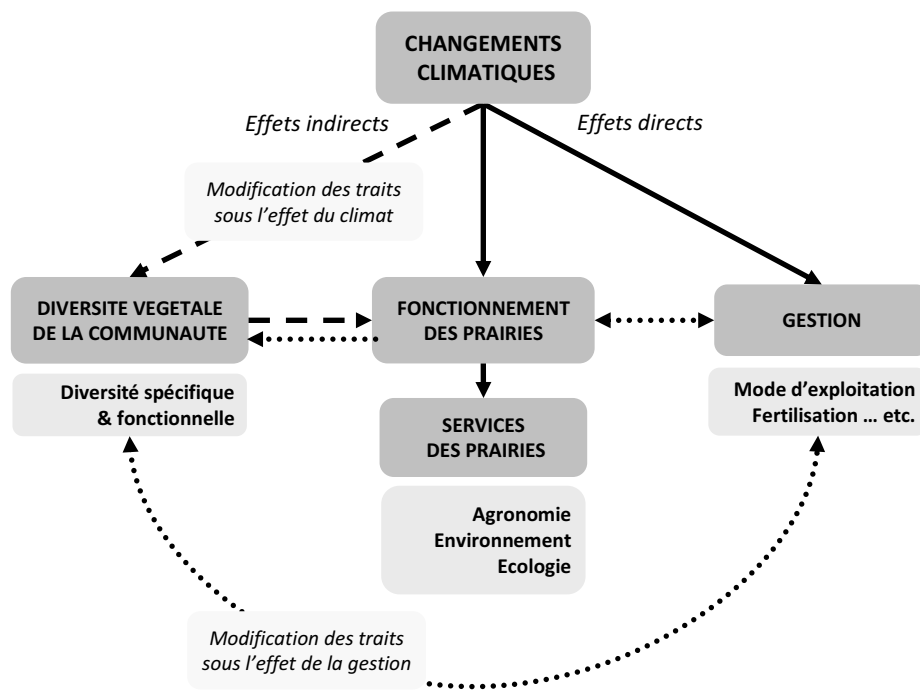 CHANGEMENTS
CLIMATIQUES
Effets indirects
Effets directs
Modification des traits
sous l'effet du climat
DIVERSITE VEGETALE
DE LA COMMUNAUTE
FONCTIONNEMENT
DES PRAIRIES
GESTION
Diversité spécifique
& fonctionnelle
Mode d'exploitation
Fertilisation ... etc.
SERVICES
DES PRAIRIES
Agronomie
Environnement
Ecologie
Modification des traits
sous l'effet de la gestion